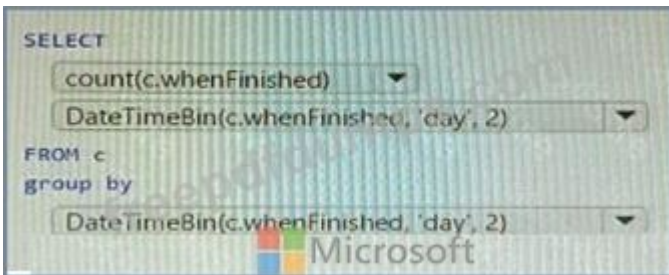 SELECT
count(c.whenFinished)
DateTimeBin(c.whenFinished, 'day', 2)
FROM c
group by
DateTimeBin(c.whenFinished, 'day', 2)
Microsoft